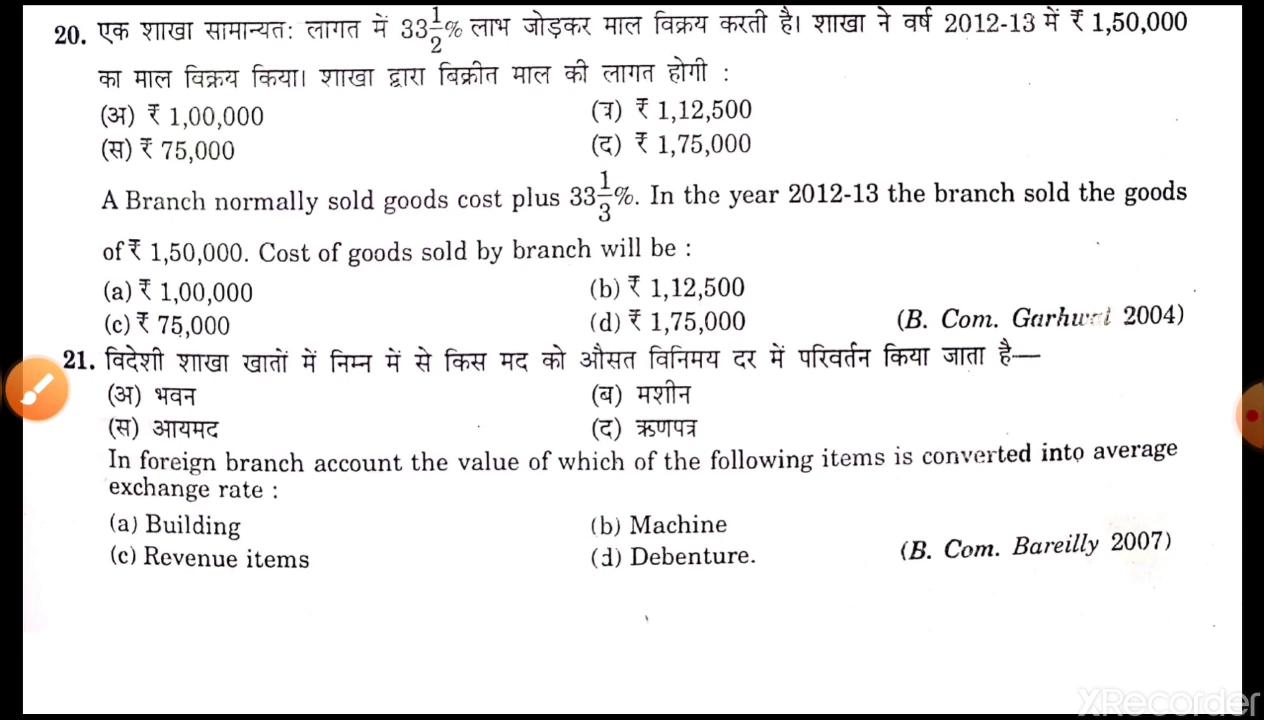 20. एक शाखा सामान्यतः लागत में 33 1/2% लाभ जोड़कर माल विक्रय करती है। शाखा ने वर्ष 2012-13 में ₹ 1,50,000
का माल विक्रय किया। शाखा द्वारा विक्रीत माल की लागत होगी :
(अ) ₹ 1,00,000 (त्र) ₹ 1,12,500
(स) ₹ 75,000 (द) ₹ 1,75,000
A Branch normally sold goods cost plus 33 1/3%. In the year 2012-13 the branch sold the goods
of ₹ 1,50,000. Cost of goods sold by branch will be :
(a) ₹ 1,00,000 (b) ₹ 1,12,500
(c) ₹ 75,000 (d) ₹ 1,75,000 (B. Com. Garhwal 2004)
21. विदेशी शाखा खातों में निम्न में से किस मद को औसत विनिमय दर में परिवर्तन किया जाता है—
(अ) भवन (ब) मशीन
(स) आयमद (द) ऋणपत्र
In foreign branch account the value of which of the following items is converted into average
exchange rate :
(a) Building (b) Machine
(c) Revenue items (d) Debenture. (B. Com. Bareilly 2007)
XRecorder